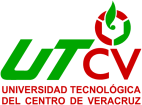 UTCV
UNIVERSIDAD TECNOLÓGICA
DEL CENTRO DE VERACRUZ